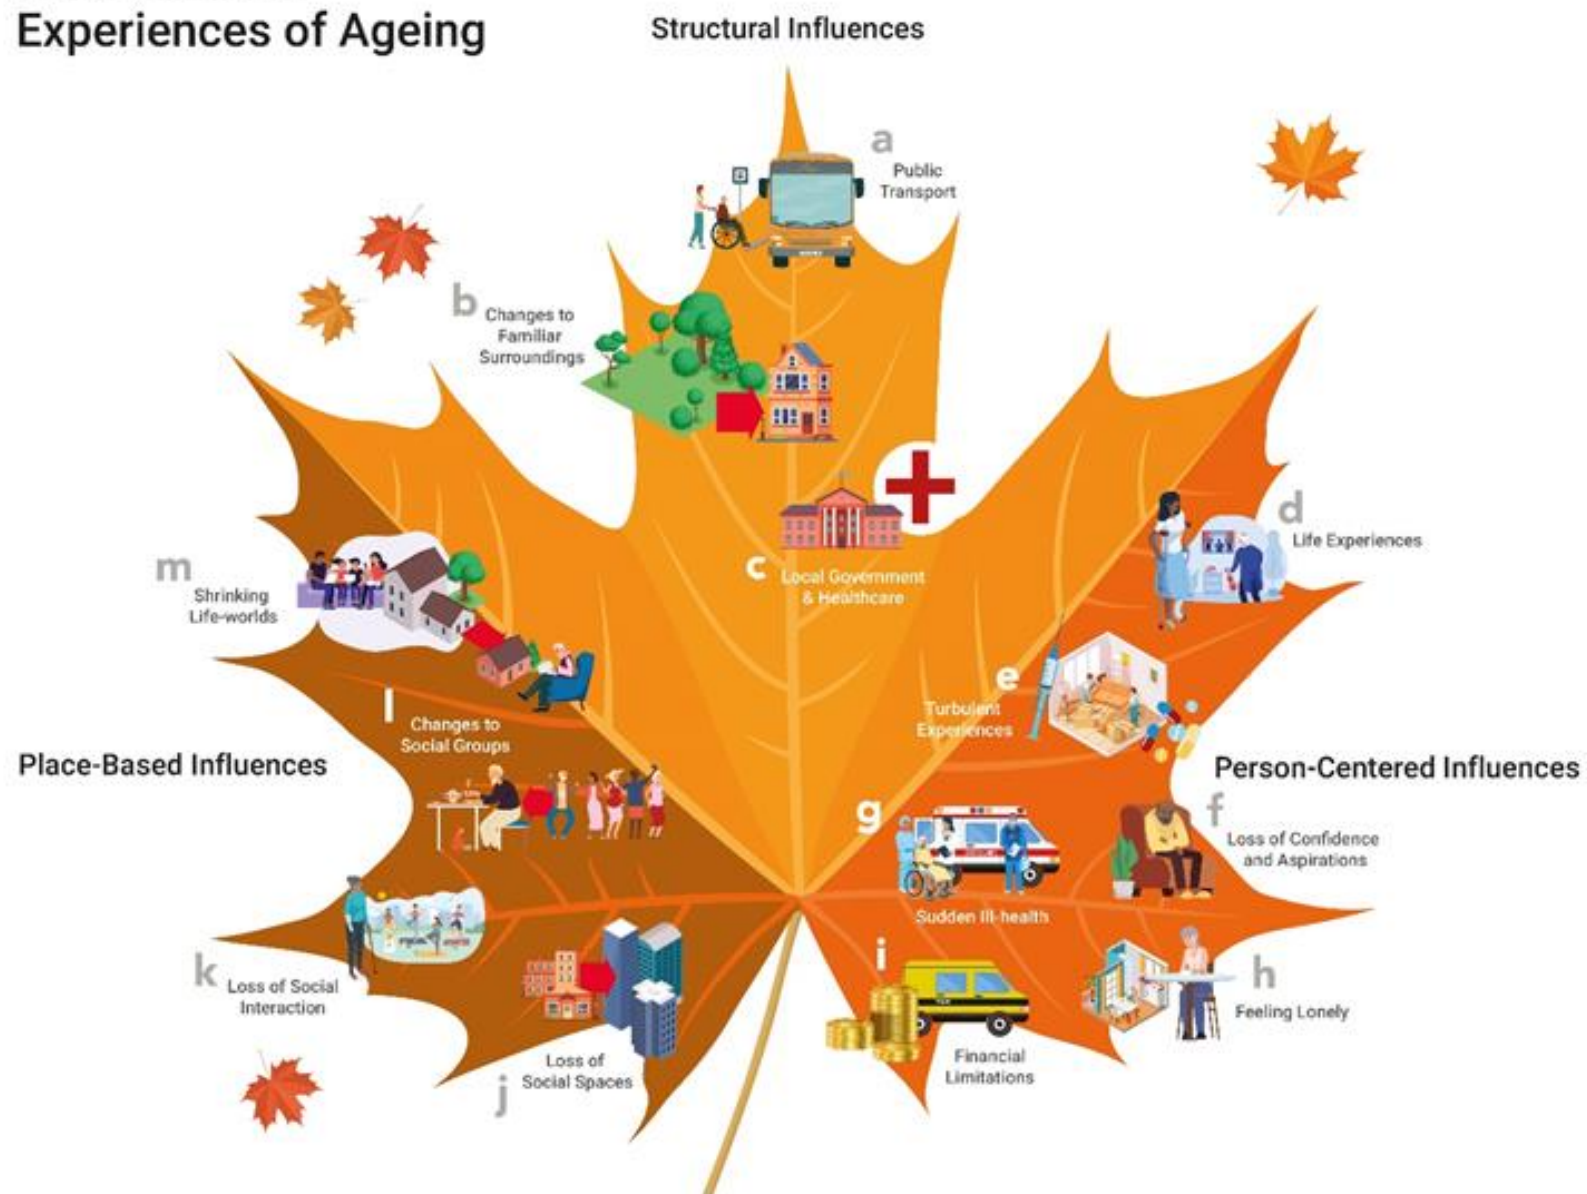 Experiences of Ageing
Structural Influences
a
Public
Transport
b
Changes to
Familiar
Surroundings
c
Local Government
& Healthcare
d
Life Experiences
e
Turbulent
Experiences
Person-Centered Influences
f
Loss of Confidence
and Aspirations
g
Sudden Ill-health
h
Feeling Lonely
i
Financial
Limitations
j
Loss of
Social Spaces
k
Loss of Social
Interaction
Place-Based Influences
l
Changes to
Social Groups
m
Shrinking
Life-worlds